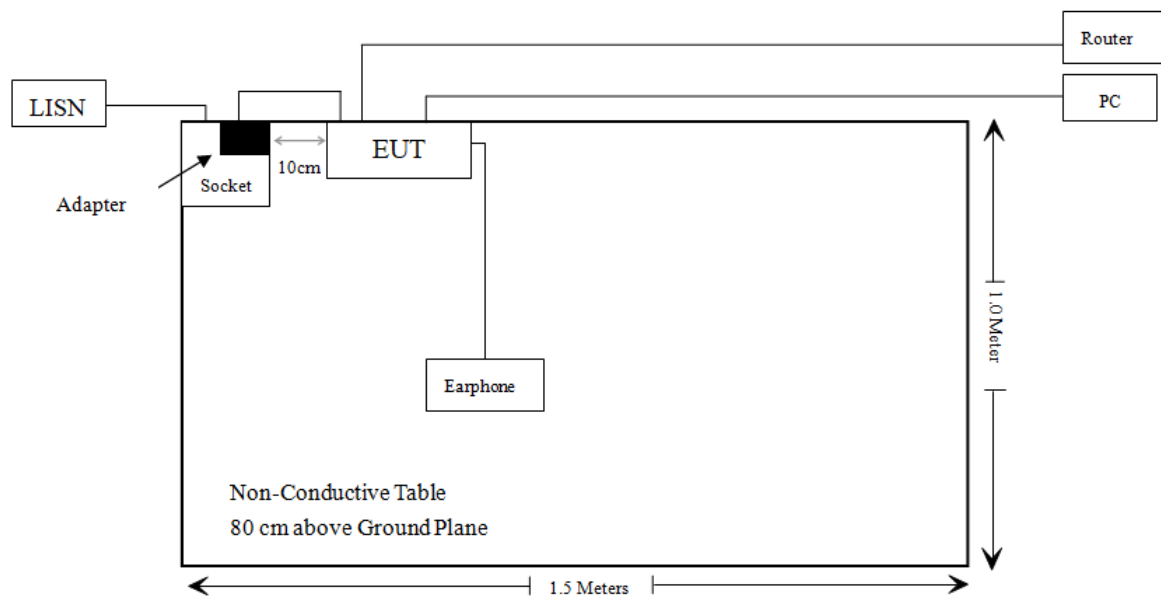 Router
LISN
PC
EUT
10cm
Socket
Adapter
1.0 Meter
Earphone
Non-Conductive Table
80 cm above Ground Plane
1.5 Meters